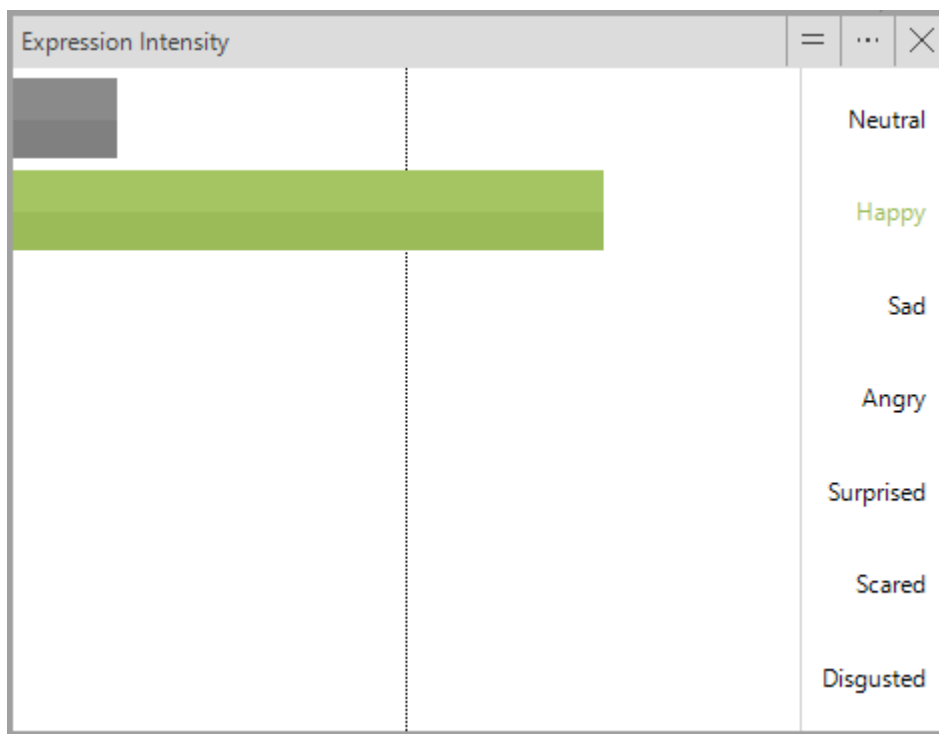 Expression Intensity
Neutral
Happy
Sad
Angry
Surprised
Scared
Disgusted